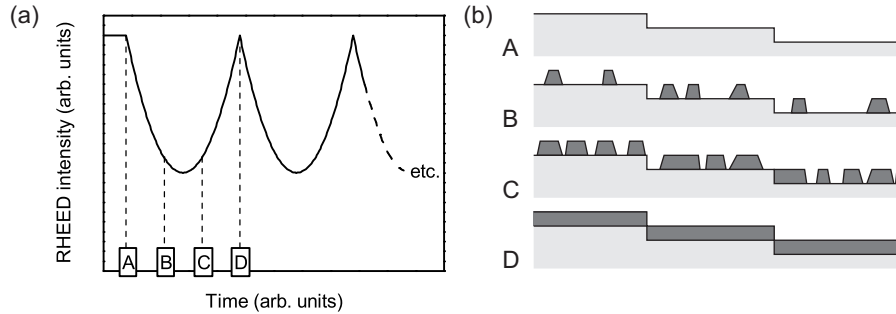 (a)
RHEED intensity (arb. units)
etc.
A B C D
Time (arb. units)
(b)
A
B
C
D